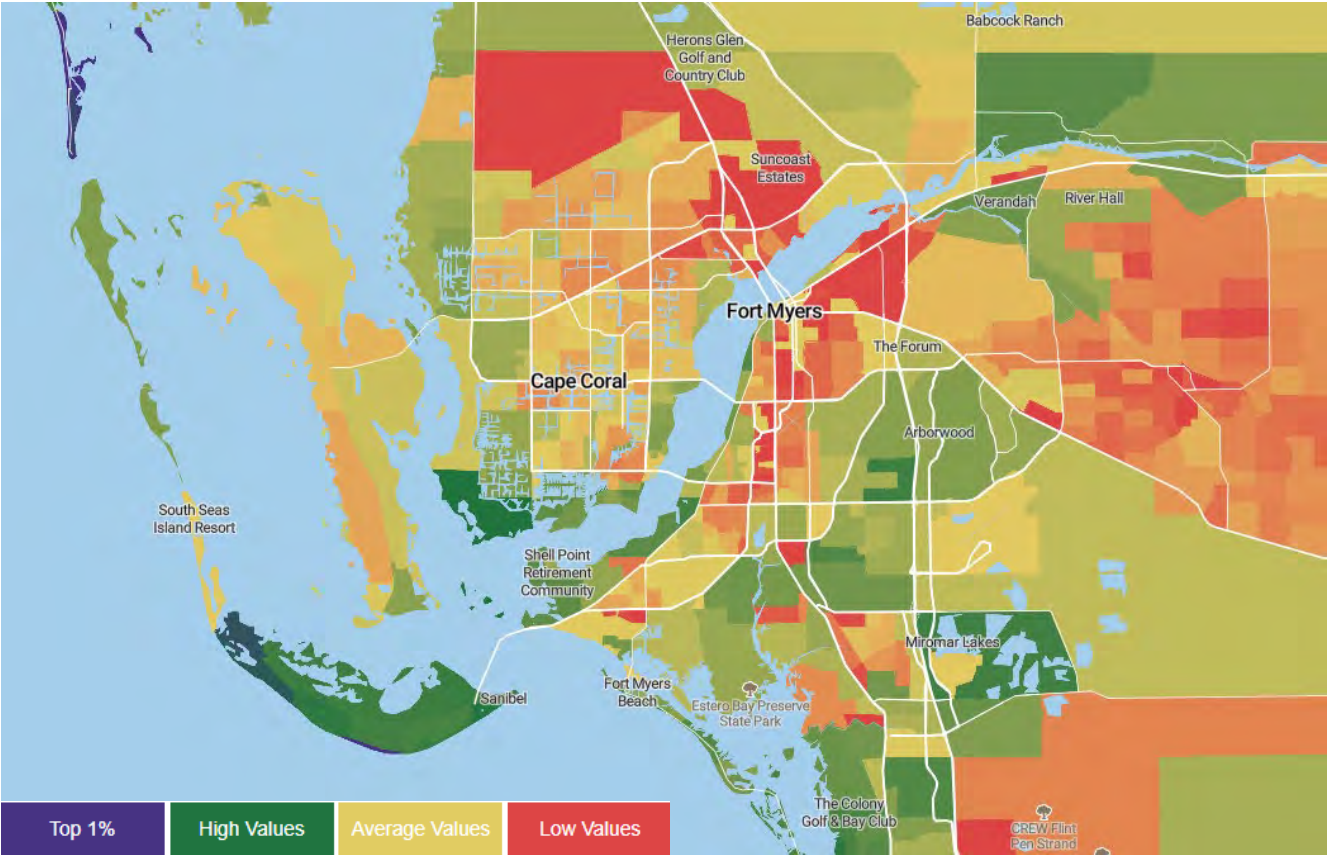 Babcock Ranch
Herons Glen
Golf and
Country Club
Suncoast
Estates
Verandah
River Hall
Fort Myers
The Forum
Cape Coral
Arborwood
South Seas
Island Resort
Shell Point
Retirement
Community
Miromar Lakes
Sanibel
Fort Myers
Beach
Estero Bay Preserve
State Park
The Colony
Golf & Bay Club
CREW Flint
Pen Strand
Top 1%
High Values
Average Values
Low Values